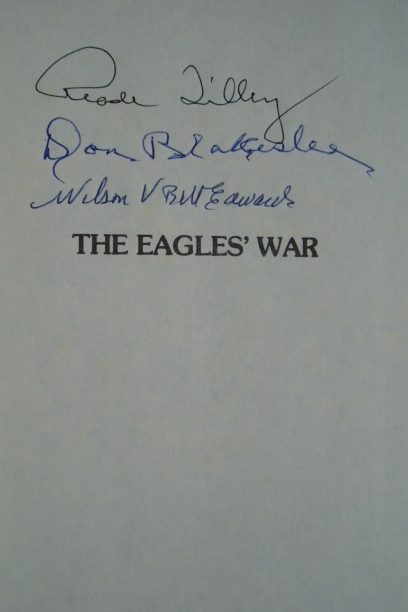 Reade Tilley
Don Blakeslee
Wilson V Bill Edwards
THE EAGLES' WAR